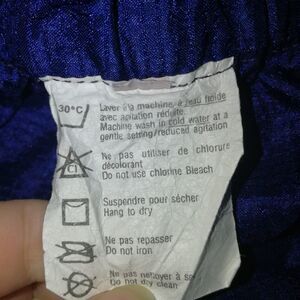 30°C
Laver à la machine, à l'eau froide
avec agitation réduite
Machine wash in cold water at a
gentle setting/reduced agitation
Cl
Ne pas utiliser de chlorure
décolorant
Do not use chlorine Bleach
Suspendre pour sécher
Hang to dry
Ne pas repasser
Do not iron
Ne pas nettoyer à se
Do not dry clean